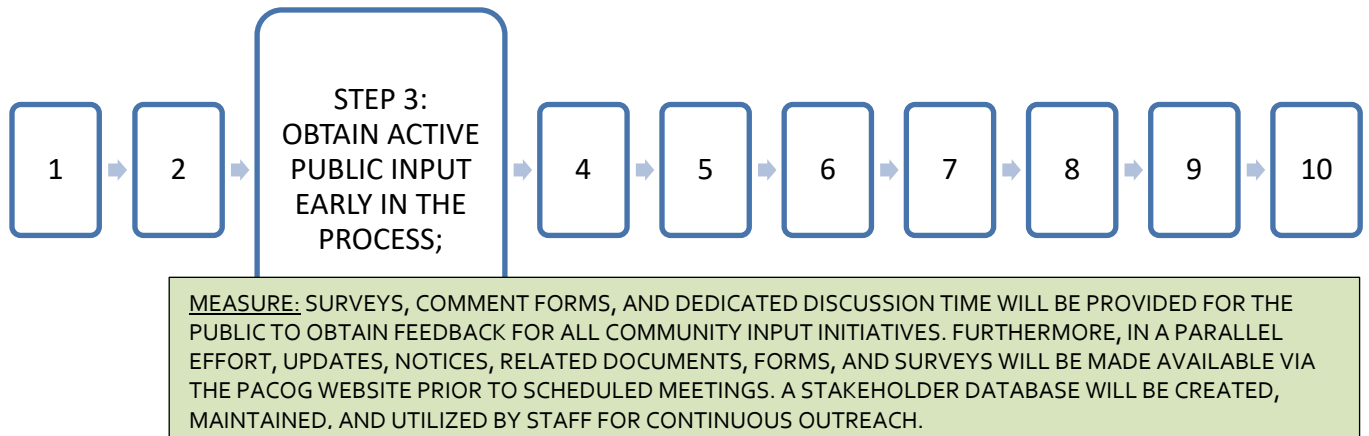 1
2
STEP 3:
OBTAIN ACTIVE
PUBLIC INPUT
EARLY IN THE
PROCESS;
4
5
6
7
8
9
10
MEASURE: SURVEYS, COMMENT FORMS, AND DEDICATED DISCUSSION TIME WILL BE PROVIDED FOR THE
PUBLIC TO OBTAIN FEEDBACK FOR ALL COMMUNITY INPUT INITIATIVES. FURTHERMORE, IN A PARALLEL
EFFORT, UPDATES, NOTICES, RELATED DOCUMENTS, FORMS, AND SURVEYS WILL BE MADE AVAILABLE VIA
THE PACOG WEBSITE PRIOR TO SCHEDULED MEETINGS. A STAKEHOLDER DATABASE WILL BE CREATED,
MAINTAINED, AND UTILIZED BY STAFF FOR CONTINUOUS OUTREACH.